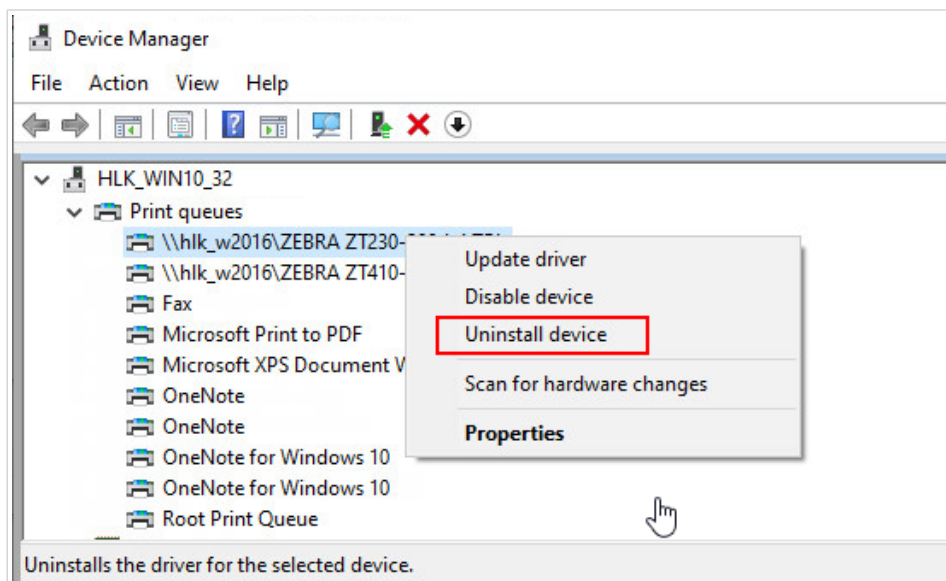 Device Manager
File Action View Help
HLK_WIN10_32
Print queues
\\hlk_w2016\ZEBRA ZT230-
\\hlk_w2016\ZEBRA ZT410-
Fax
Microsoft Print to PDF
Microsoft XPS Document
OneNote
OneNote
OneNote for Windows 10
OneNote for Windows 10
Root Print Queue
Update driver
Disable device
Uninstall device
Scan for hardware changes
Properties
Uninstalls the driver for the selected device.